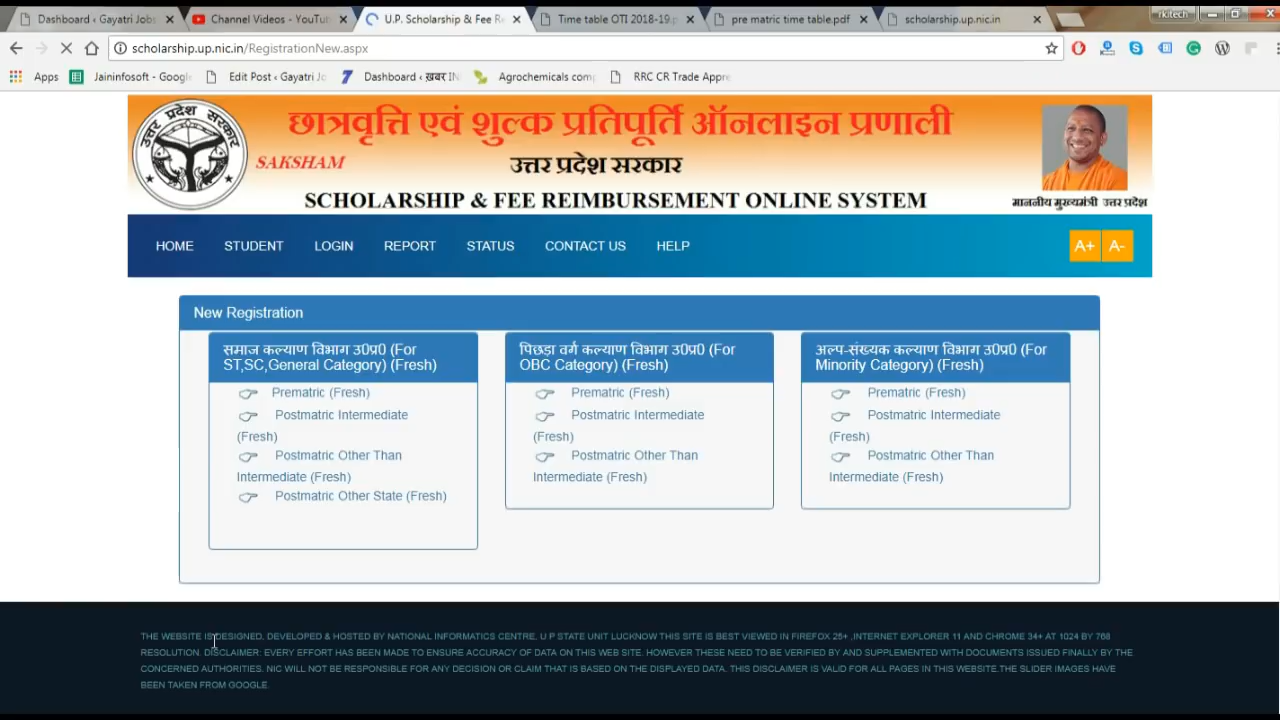 Dashboard ‹ Gayatri Jobs
Channel Videos - YouTu
U.P. Scholarship & Fee Re
Time table OTI 2018-19.p
pre matric time table.pdf
scholarship.up.nic.in
rkitech
scholarship.up.nic.in/RegistrationNew.aspx
Apps
Jaininfosoft - Google
Edit Post ‹ Gayatri Jo
Dashboard ‹ ख़बर IN
Agrochemicals comp
RRC CR Trade Appre
उत्तर प्रदेश सरकार
SAKSHAM
छात्रवृत्ति एवं शुल्क प्रतिपूर्ति ऑनलाइन प्रणाली
उत्तर प्रदेश सरकार
SCHOLARSHIP & FEE REIMBURSEMENT ONLINE SYSTEM
माननीय मुख्यमंत्री उत्तर प्रदेश
HOME STUDENT LOGIN REPORT STATUS CONTACT US HELP
A+ A-
New Registration
समाज कल्याण विभाग उ0प्र0 (For
ST,SC,General Category) (Fresh)
Prematric (Fresh)
Postmatric Intermediate
(Fresh)
Postmatric Other Than
Intermediate (Fresh)
Postmatric Other State (Fresh)
पिछड़ा वर्ग कल्याण विभाग उ0प्र0 (For
OBC Category) (Fresh)
Prematric (Fresh)
Postmatric Intermediate
(Fresh)
Postmatric Other Than
Intermediate (Fresh)
अल्प-संख्यक कल्याण विभाग उ0प्र0 (For
Minority Category) (Fresh)
Prematric (Fresh)
Postmatric Intermediate
(Fresh)
Postmatric Other Than
Intermediate (Fresh)
THE WEBSITE IS DESIGNED, DEVELOPED & HOSTED BY NATIONAL INFORMATICS CENTRE, U P STATE UNIT LUCKNOW THIS SITE IS BEST VIEWED IN FIREFOX 25+ ,INTERNET EXPLORER 11 AND CHROME 34+ AT 1024 BY 768
RESOLUTION. DISCLAIMER: EVERY EFFORT HAS BEEN MADE TO ENSURE ACCURACY OF DATA ON THIS WEB SITE. HOWEVER THESE NEED TO BE VERIFIED BY AND SUPPLEMENTED WITH DOCUMENTS ISSUED FINALLY BY THE
CONCERNED AUTHORITIES. NIC WILL NOT BE RESPONSIBLE FOR ANY DECISION OR CLAIM THAT IS BASED ON THE DISPLAYED DATA. THIS DISCLAIMER IS VALID FOR ALL PAGES IN THIS WEBSITE.THE SLIDER IMAGES HAVE
BEEN TAKEN FROM GOOGLE.